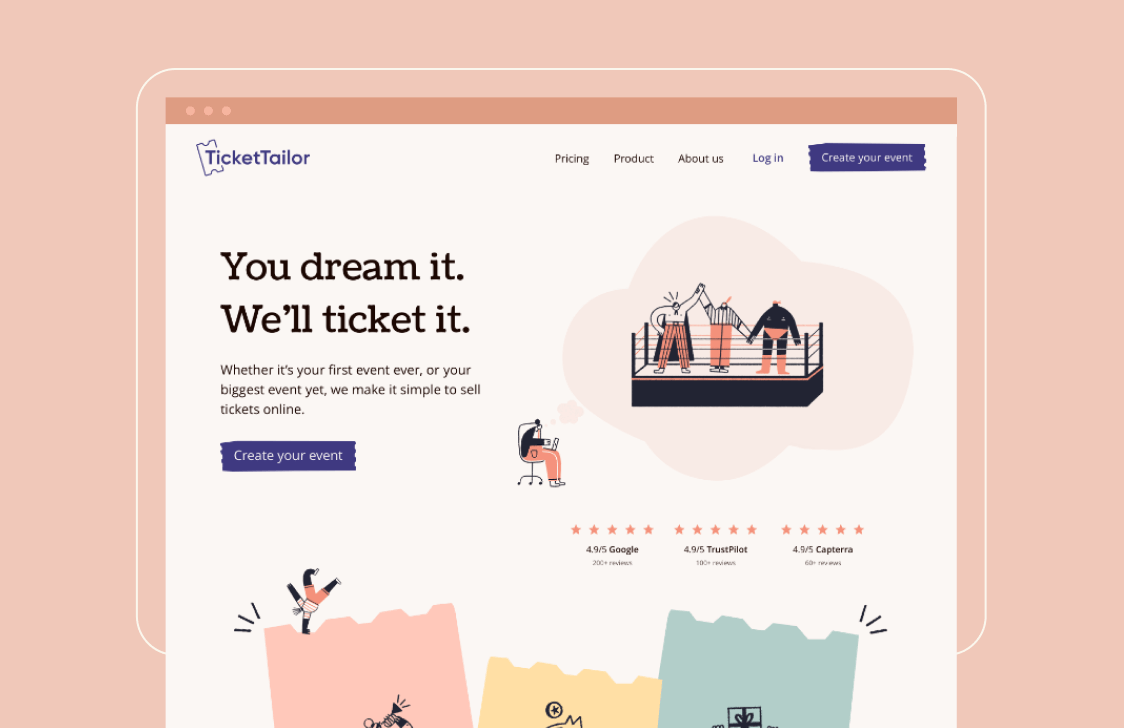 TicketTailor
Pricing Product About us Log in Create your event
You dream it.
We'll ticket it.
Whether it's your first event ever, or your
biggest event yet, we make it simple to sell
tickets online.
Create your event
4.9/5 Google 4.9/5 TrustPilot 4.9/5 Capterra
200+ reviews 100+ reviews 60+ reviews